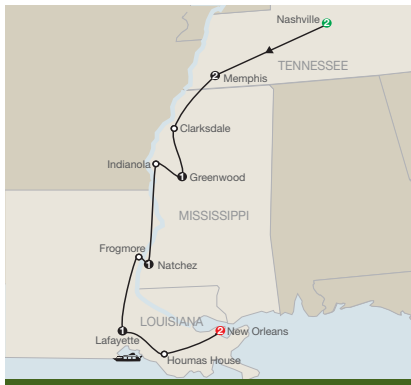 Nashville
2
TENNESSEE
2
Memphis
Clarksdale
Indianola
1 Greenwood
MISSISSIPPI
Frogmore
1 Natchez
LOUISIANA
1
2 New Orleans
Lafayette
Houmas House